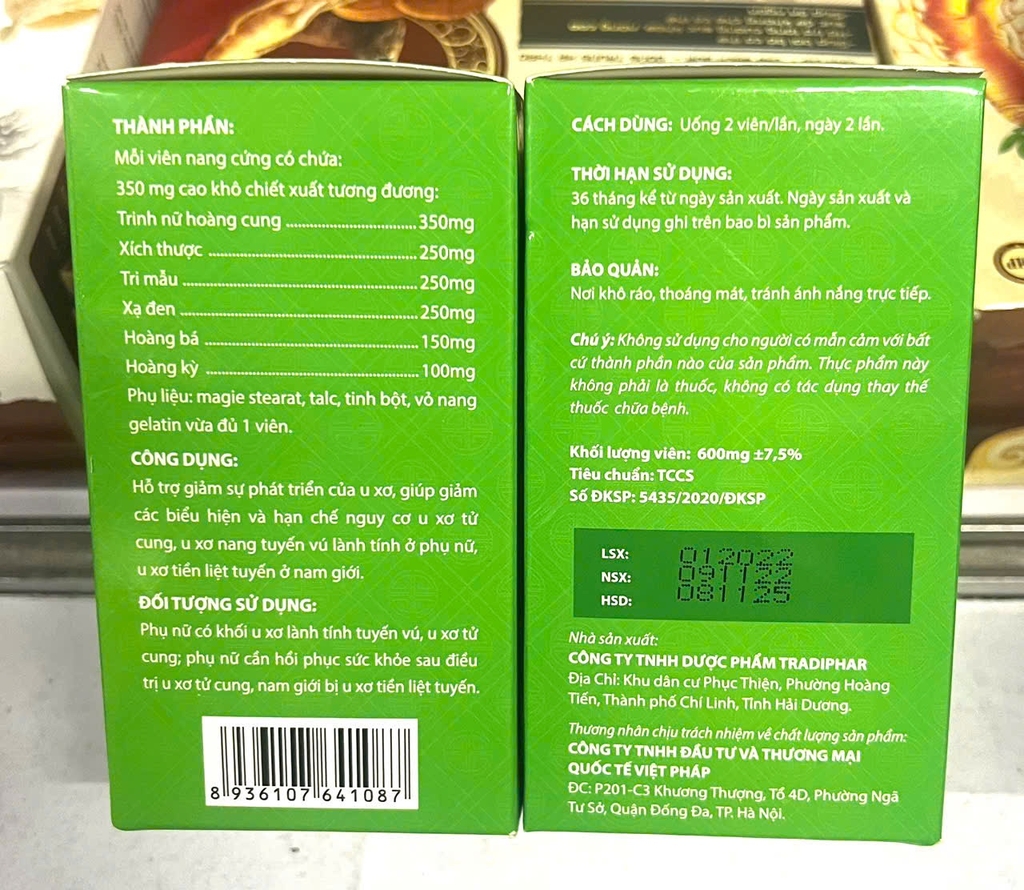 THÀNH PHẦN:
Mỗi viên nang cứng có chứa:
350 mg cao khô chiết xuất tương đương:
Trinh nữ hoàng cung ........................ 350mg
Xích thược ........................ 250mg
Tri mẫu ........................ 250mg
Xạ đen ........................ 250mg
Hoàng bá ........................ 150mg
Hoàng kỳ ........................ 100mg
Phụ liệu: magie stearat, talc, tinh bột, vỏ nang
gelatin vừa đủ 1 viên.
CÔNG DỤNG:
Hỗ trợ giảm sự phát triển của u xơ, giúp giảm
các biểu hiện và hạn chế nguy cơ u xơ tử
cung, u xơ nang tuyến vú lành tính ở phụ nữ,
u xơ tiền liệt tuyến ở nam giới.
ĐỐI TƯỢNG SỬ DỤNG:
Phụ nữ có khối u xơ lành tính tuyến vú, u xơ tử
cung; phụ nữ cần hồi phục sức khỏe sau điều
trị u xơ tử cung, nam giới bị u xơ tiền liệt tuyến.
8 936107 641087
CÁCH DÙNG: Uống 2 viên/lần, ngày 2 lần.
THỜI HẠN SỬ DỤNG:
36 tháng kể từ ngày sản xuất. Ngày sản xuất và
hạn sử dụng ghi trên bao bì sản phẩm.
BẢO QUẢN:
Nơi khô ráo, thoáng mát, tránh ánh nắng trực tiếp.
Chú ý: Không sử dụng cho người có mẫn cảm với bất
cứ thành phần nào của sản phẩm. Thực phẩm này
không phải là thuốc, không có tác dụng thay thế
thuốc chữa bệnh.
Khối lượng viên: 600mg ±7,5%
Tiêu chuẩn: TCCS
Số ĐKSP: 5435/2020/ĐKSP
LSX: 012022
NSX: 091122
HSD: 081125
Nhà sản xuất:
CÔNG TY TNHH DƯỢC PHẨM TRADIPHAR
Địa Chỉ: Khu dân cư Phục Thiện, Phường Hoàng
Tiến, Thành phố Chí Linh, Tỉnh Hải Dương.
Thương nhân chịu trách nhiệm về chất lượng sản phẩm:
CÔNG TY TNHH ĐẦU TƯ VÀ THƯƠNG MẠI
QUỐC TẾ VIỆT PHÁP
ĐC: P201-C3 Khương Thượng, Tổ 4D, Phường Ngã
Tư Sở, Quận Đống Đa, TP. Hà Nội.